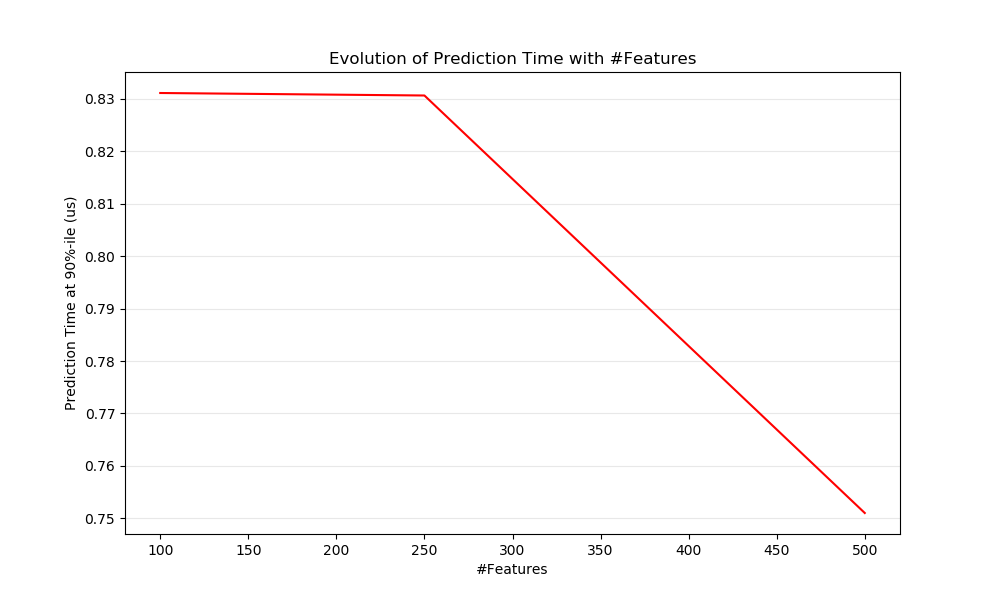 Evolution of Prediction Time with #Features
Prediction Time at 90%-ile (us)
0.83
0.82
0.81
0.80
0.79
0.78
0.77
0.76
0.75
100 150 200 250 300 350 400 450 500
#Features